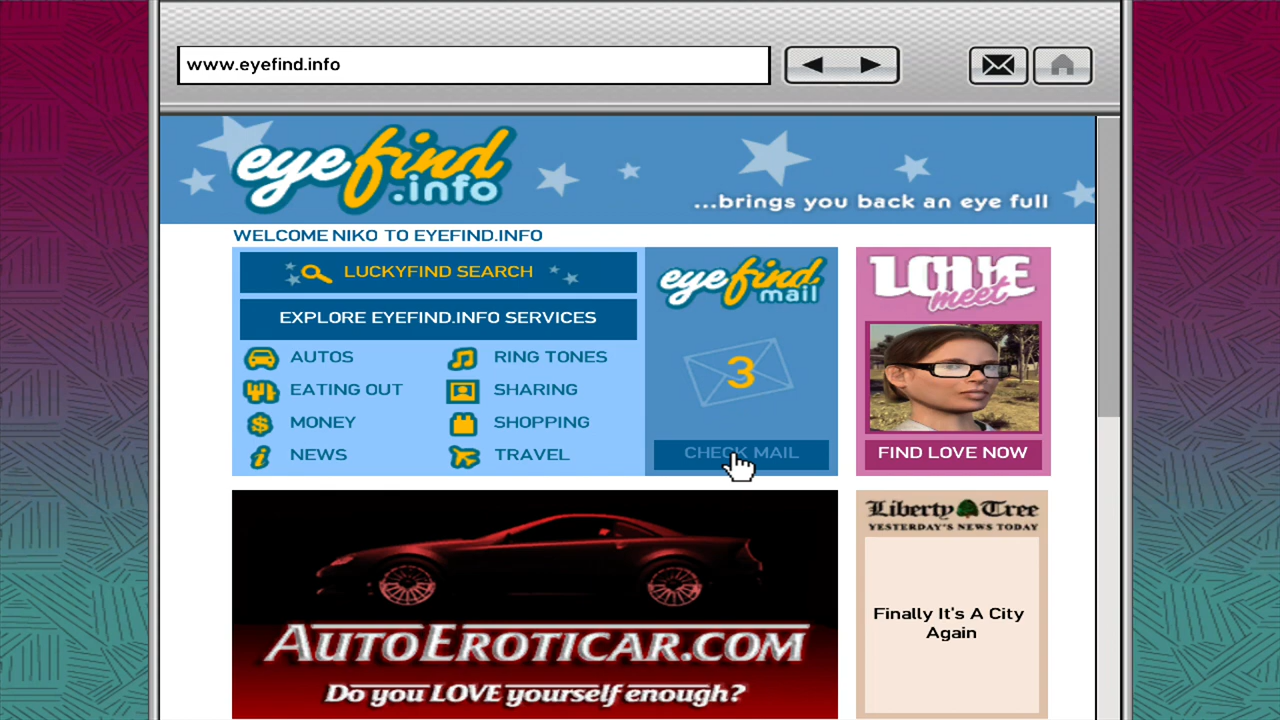 www.eyefind.info
eyefind
.info
...brings you back an eye full
WELCOME NIKO TO EYEFIND.INFO
LUCKYFIND SEARCH
EXPLORE EYEFIND.INFO SERVICES
AUTOS
RING TONES
EATING OUT
SHARING
MONEY
SHOPPING
NEWS
TRAVEL
eyefind
mail
3
CHECK MAIL
LOVE
meet
FIND LOVE NOW
AUTOEROTICAR.COM
Do you LOVE yourself enough?
Liberty Tree
YESTERDAY'S NEWS TODAY
Finally It's A City
Again